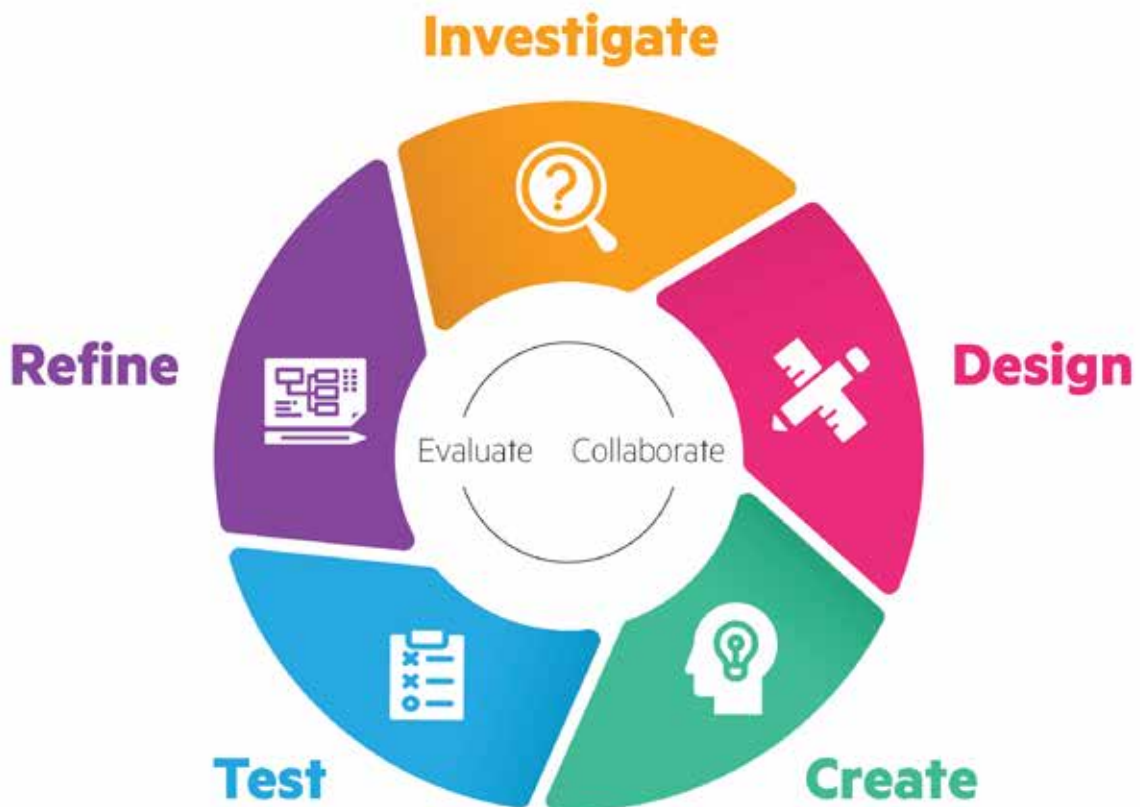 Investigate
Refine
Design
Evaluate Collaborate
Test
Create